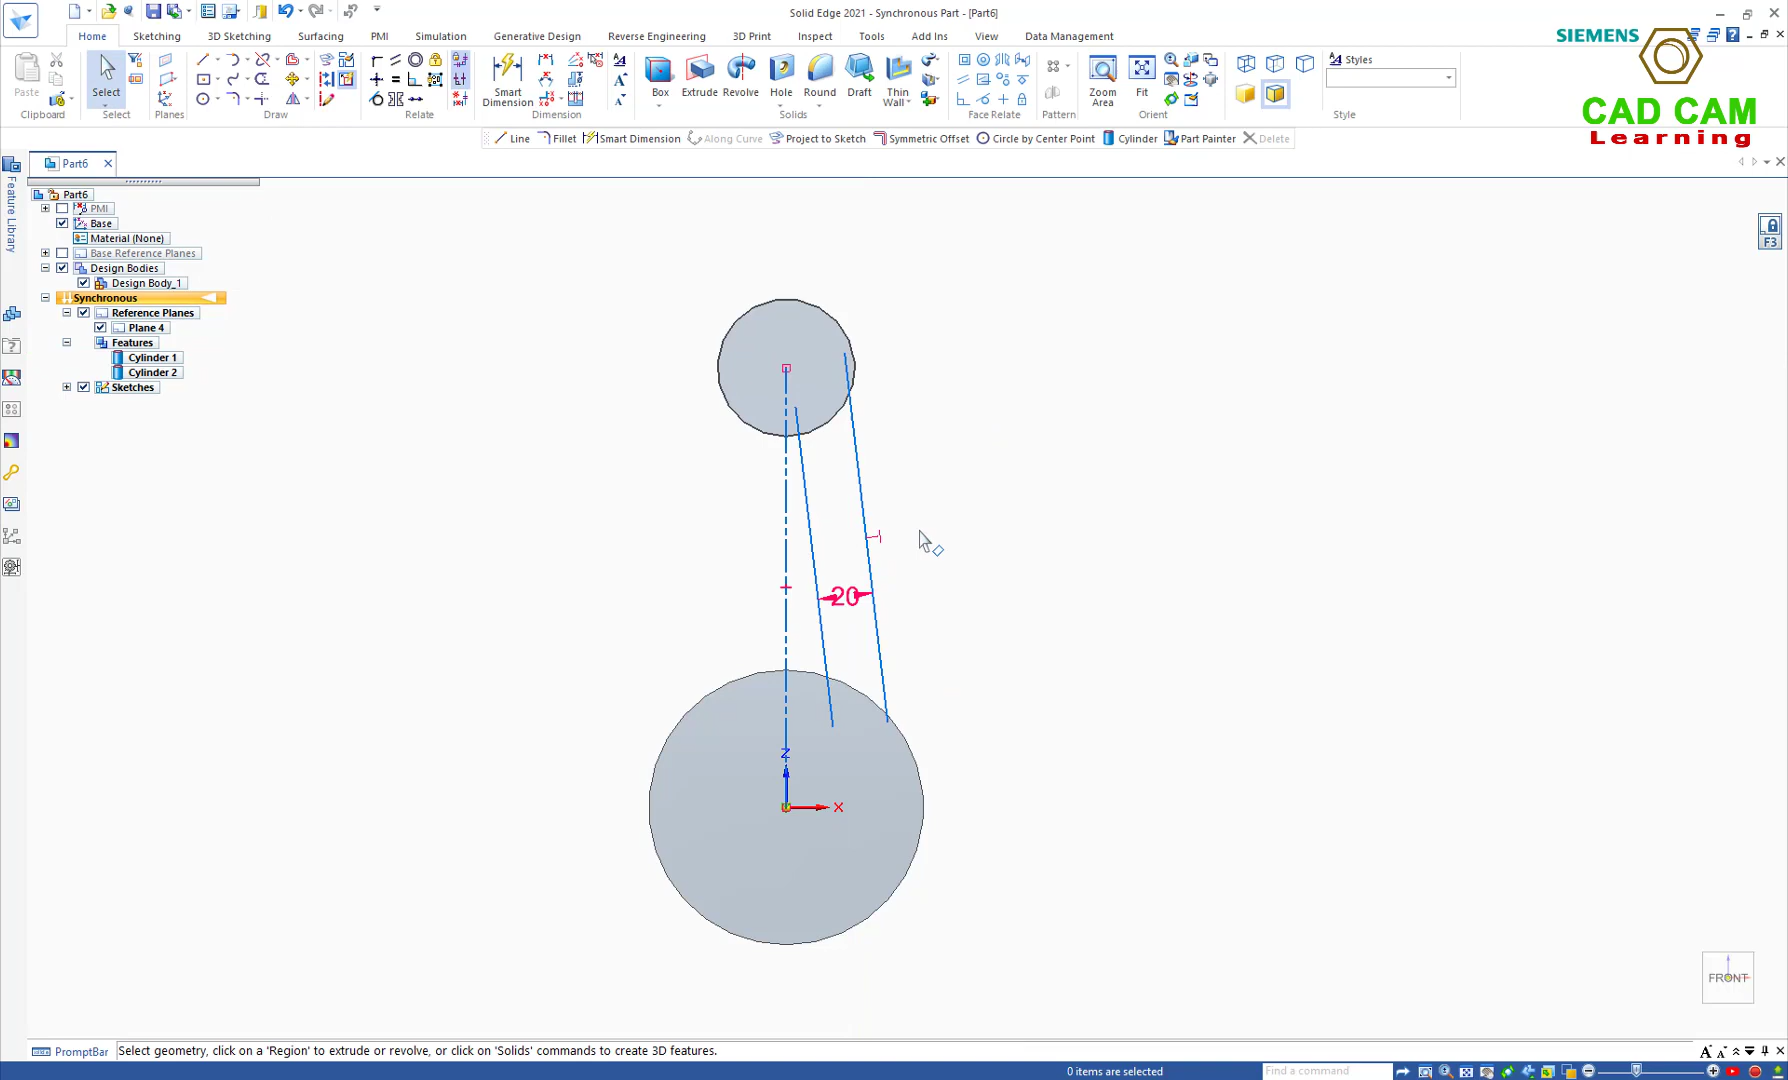 Solid Edge 2021 - Synchronous Part - [Part6]
Home Sketching 3D Sketching Surfacing PMI Simulation Generative Design Reverse Engineering 3D Print Inspect Tools Add Ins View Data Management
SIEMENS
CAD CAM
Learning
Paste
Select
Smart Dimension
Box Extrude Revolve Hole Round Draft Thin Wall
Zoom Area Fit
Styles
Clipboard Select Planes Draw Relate Dimension Solids Face Relate Pattern Orient Style
Line Fillet Smart Dimension Along Curve Project to Sketch Symmetric Offset Circle by Center Point Cylinder Part Painter Delete
Part6
Feature Library
Part6
PMI
Base
Material (None)
Base Reference Planes
Design Bodies
Design Body_1
Synchronous
Reference Planes
Plane 4
Features
Cylinder 1
Cylinder 2
Sketches
F3
20
Z
X
FRONT
PromptBar Select geometry, click on a 'Region' to extrude or revolve, or click on 'Solids' commands to create 3D features.
0 items are selected Find a command